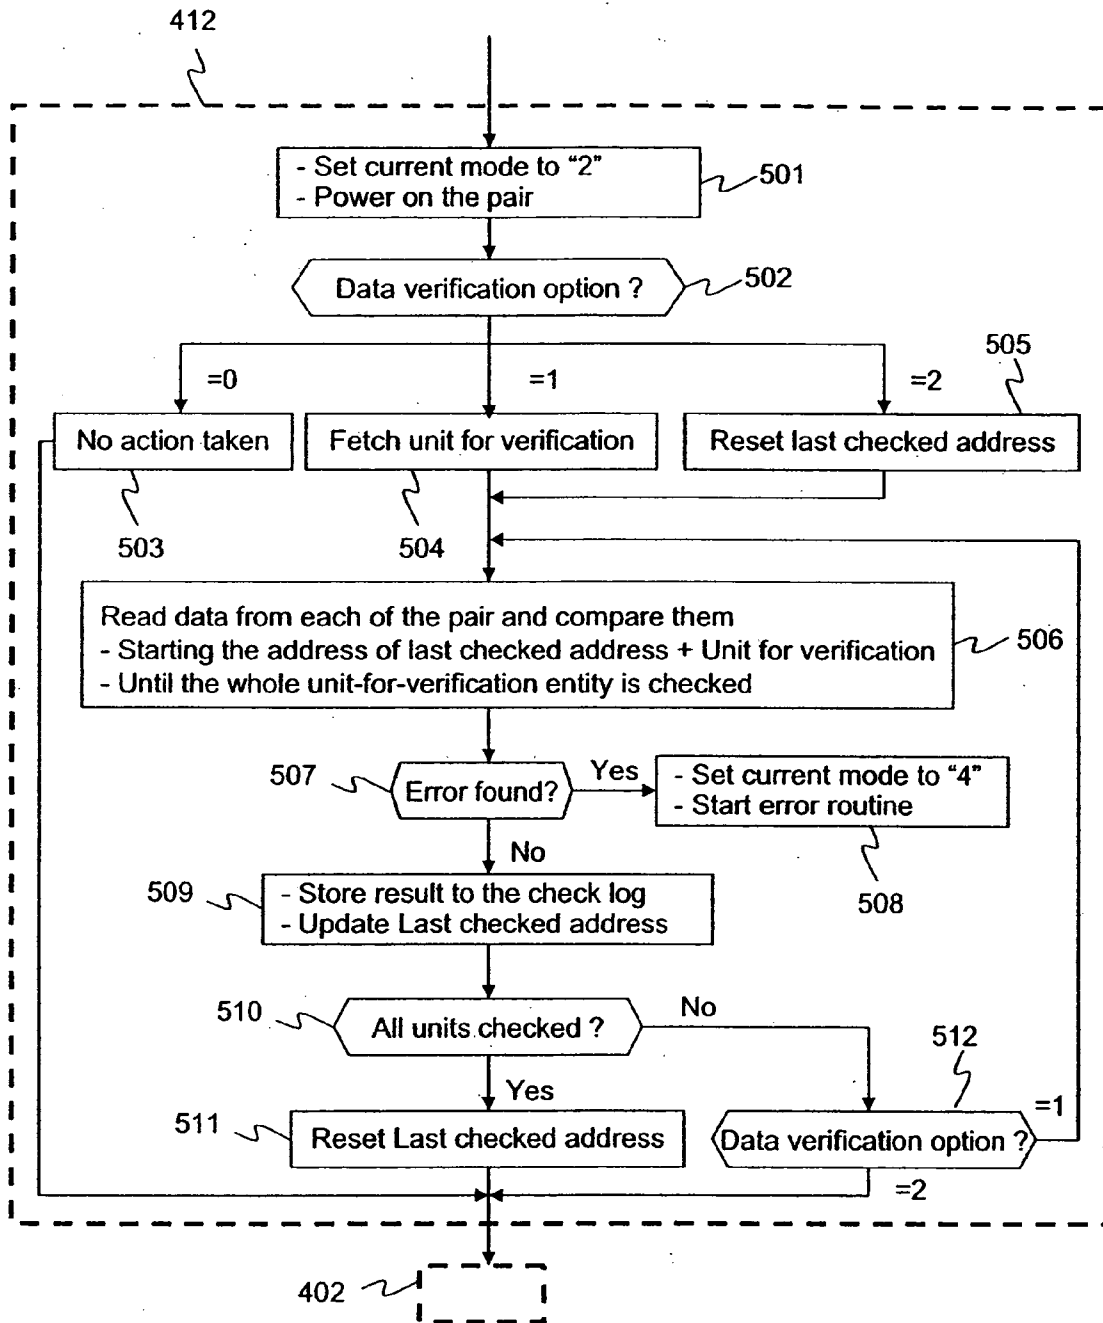 412
- Set current mode to "2"
- Power on the pair
501
Data verification option ?
502
505
=0
=1
=2
No action taken
Fetch unit for verification
Reset last checked address
503
504
Read data from each of the pair and compare them
- Starting the address of last checked address + Unit for verification
- Until the whole unit-for-verification entity is checked
506
507
Error found?
Yes
- Set current mode to "4"
- Start error routine
No
508
509
- Store result to the check log
- Update Last checked address
510
All units checked ?
No
512
Yes
=1
511
Reset Last checked address
Data verification option ?
=2
402